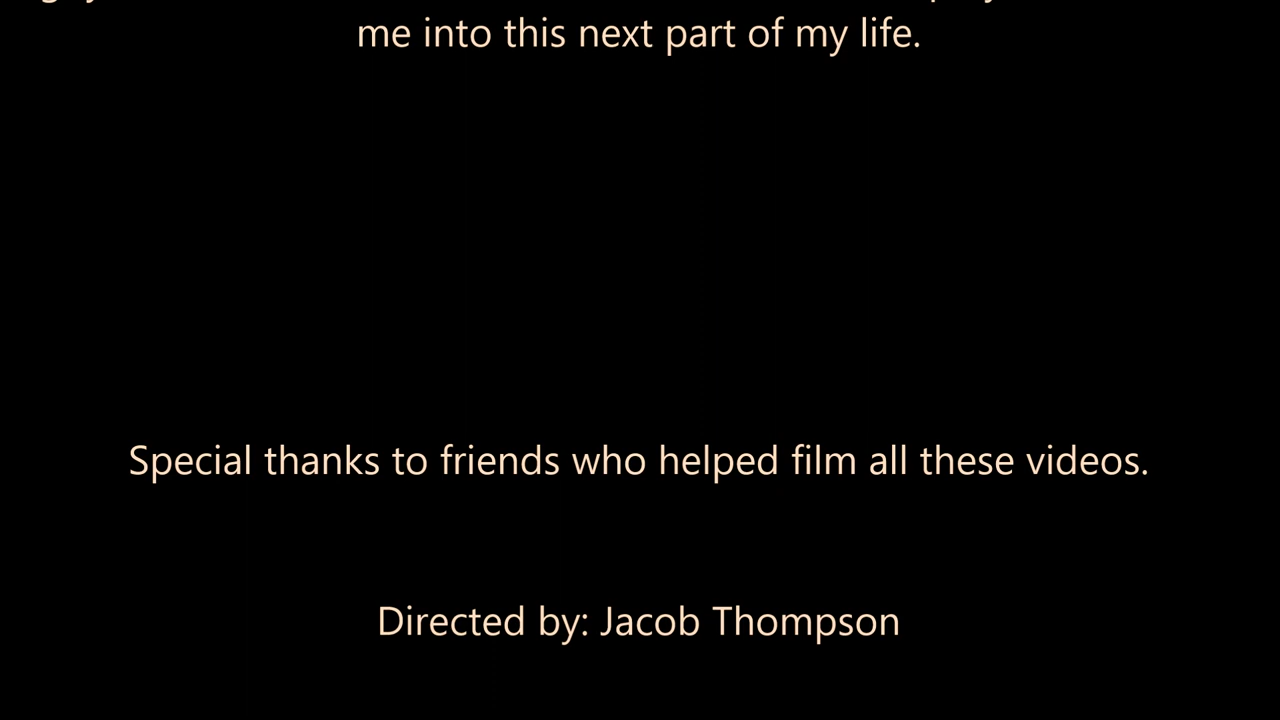 me into this next part of my life.
Special thanks to friends who helped film all these videos.
Directed by: Jacob Thompson